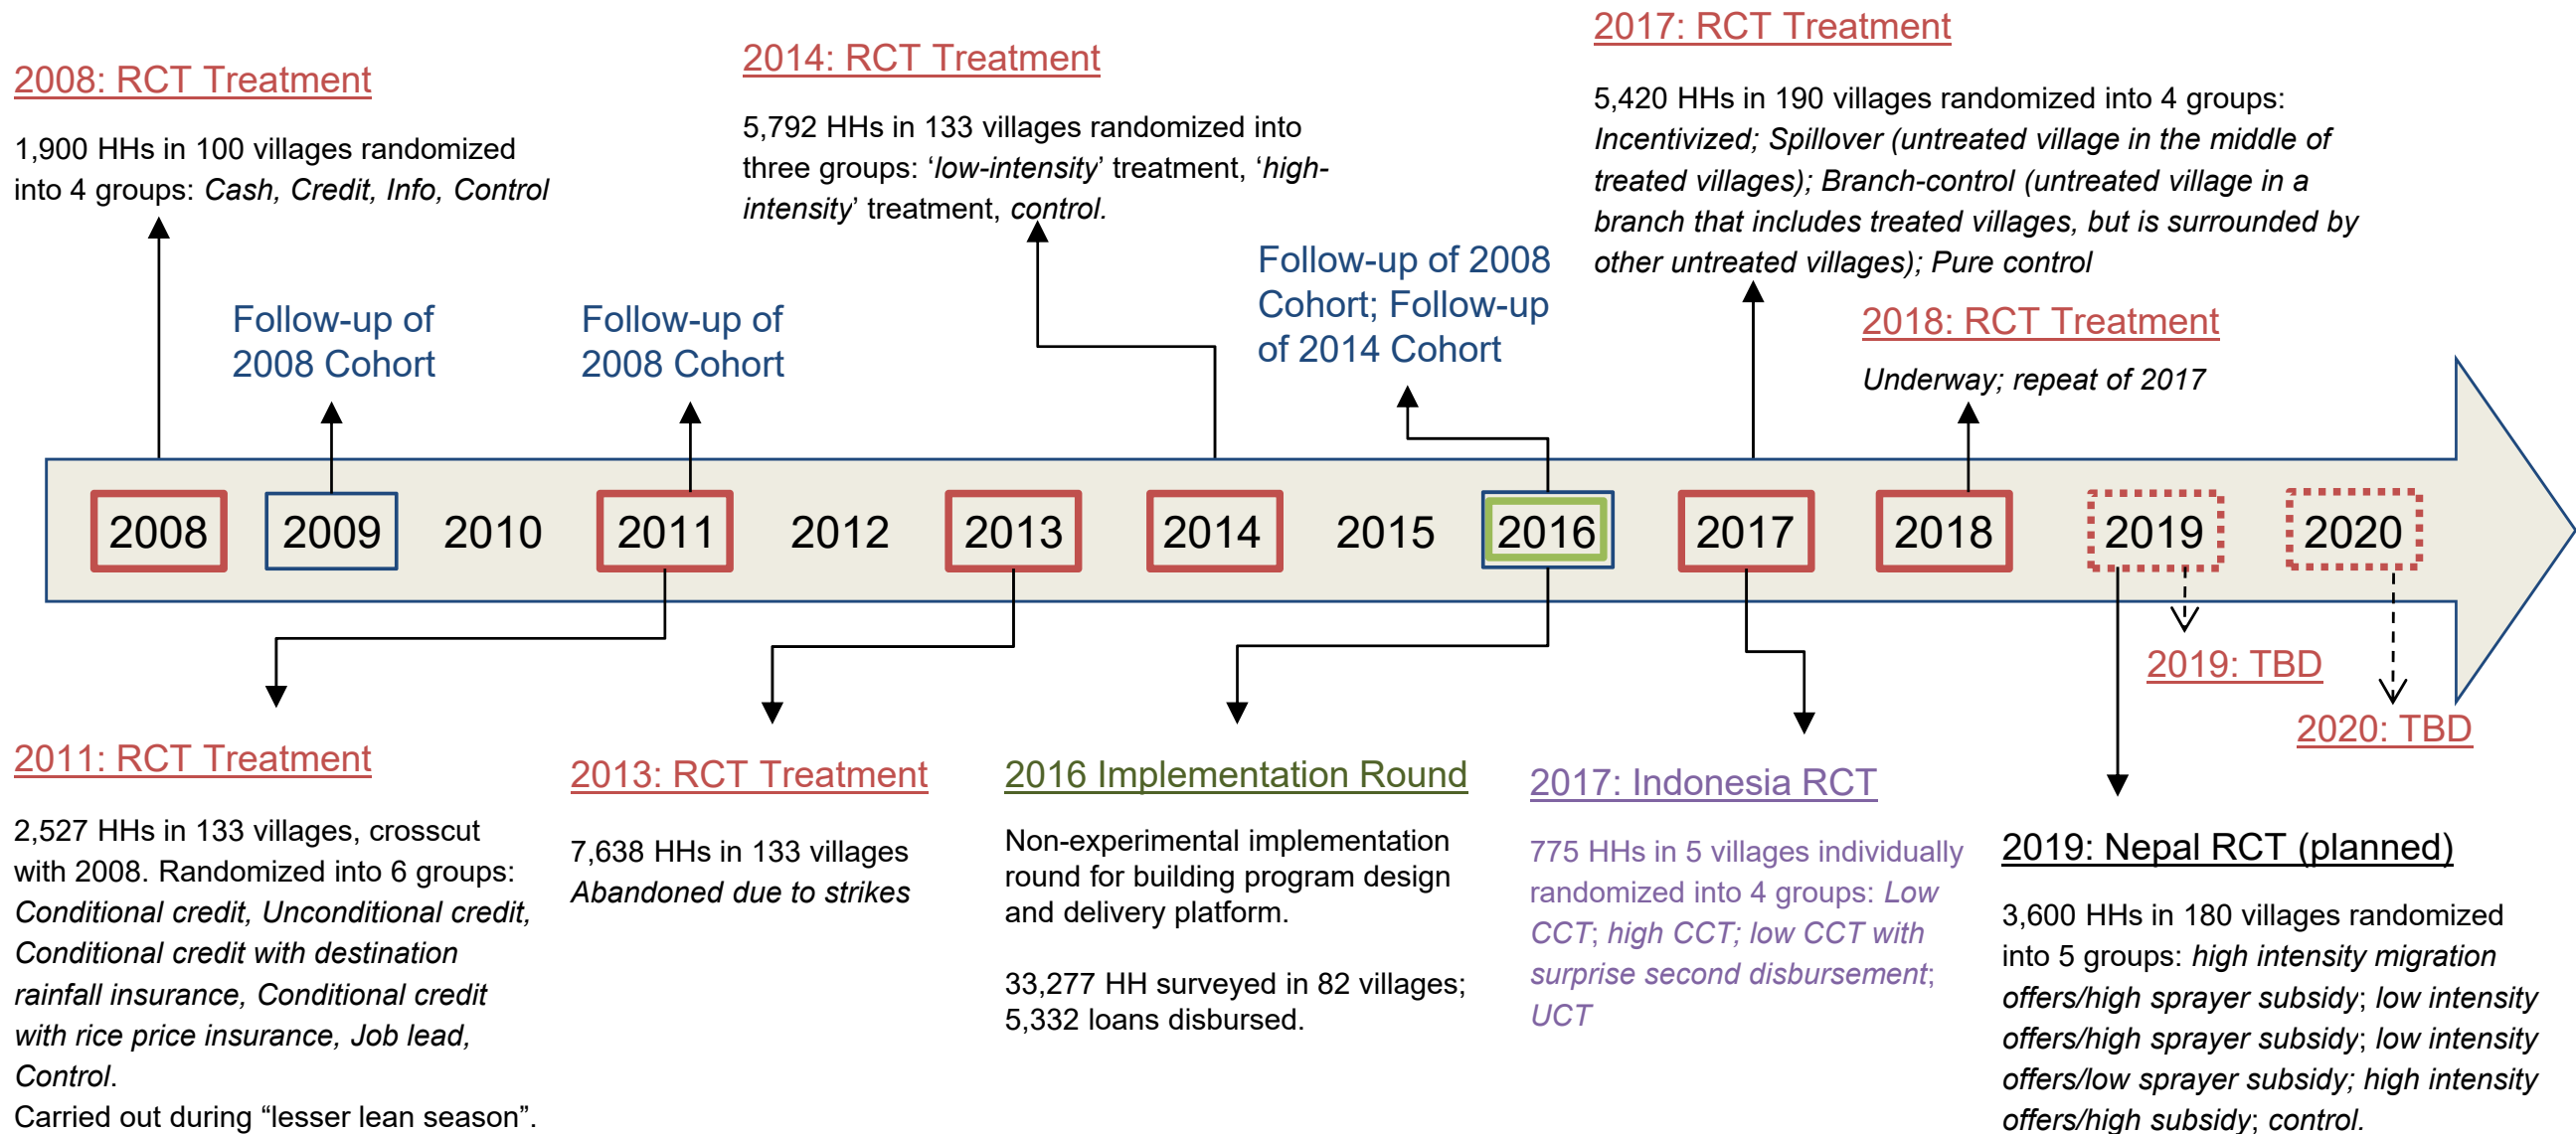 2008: RCT Treatment
1,900 HHs in 100 villages randomized
into 4 groups: Cash, Credit, Info, Control
Follow-up of
2008 Cohort
Follow-up of
2008 Cohort
2014: RCT Treatment
5,792 HHs in 133 villages randomized into
three groups: ‘low-intensity’ treatment, ‘high-
intensity’ treatment, control.
Follow-up of 2008
Cohort; Follow-up
of 2014 Cohort
2017: RCT Treatment
5,420 HHs in 190 villages randomized into 4 groups:
Incentivized; Spillover (untreated village in the middle of
treated villages); Branch-control (untreated village in a
branch that includes treated villages, but is surrounded by
other untreated villages); Pure control
2018: RCT Treatment
Underway; repeat of 2017
2008 2009 2010 2011 2012 2013 2014 2015 2016 2017 2018 2019 2020
2019: TBD
2020: TBD
2011: RCT Treatment
2,527 HHs in 133 villages, crosscut
with 2008. Randomized into 6 groups:
Conditional credit, Unconditional credit,
Conditional credit with destination
rainfall insurance, Conditional credit
with rice price insurance, Job lead,
Control.
Carried out during “lesser lean season”.
2013: RCT Treatment
7,638 HHs in 133 villages
Abandoned due to strikes
2016 Implementation Round
Non-experimental implementation
round for building program design
and delivery platform.
33,277 HH surveyed in 82 villages;
5,332 loans disbursed.
2017: Indonesia RCT
775 HHs in 5 villages individually
randomized into 4 groups: Low
CCT; high CCT; low CCT with
surprise second disbursement;
UCT
2019: Nepal RCT (planned)
3,600 HHs in 180 villages randomized
into 5 groups: high intensity migration
offers/high sprayer subsidy; low intensity
offers/high sprayer subsidy; low intensity
offers/low sprayer subsidy; high intensity
offers/high subsidy; control.